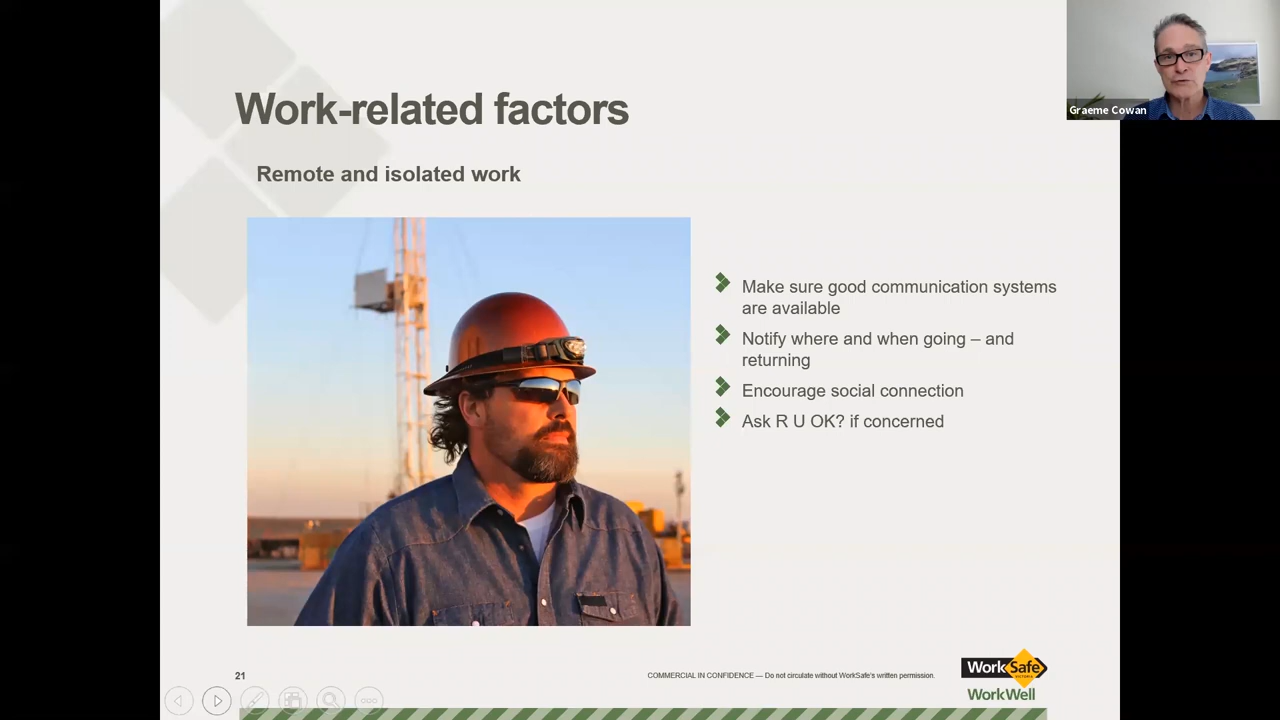 Work-related factors
Graeme Cowan
Remote and isolated work
Make sure good communication systems
are available
Notify where and when going – and
returning
Encourage social connection
Ask R U OK? if concerned
21
COMMERCIAL IN CONFIDENCE — Do not circulate without WorkSafe's written permission.
WorkSafe
VICTORIA
WorkWell